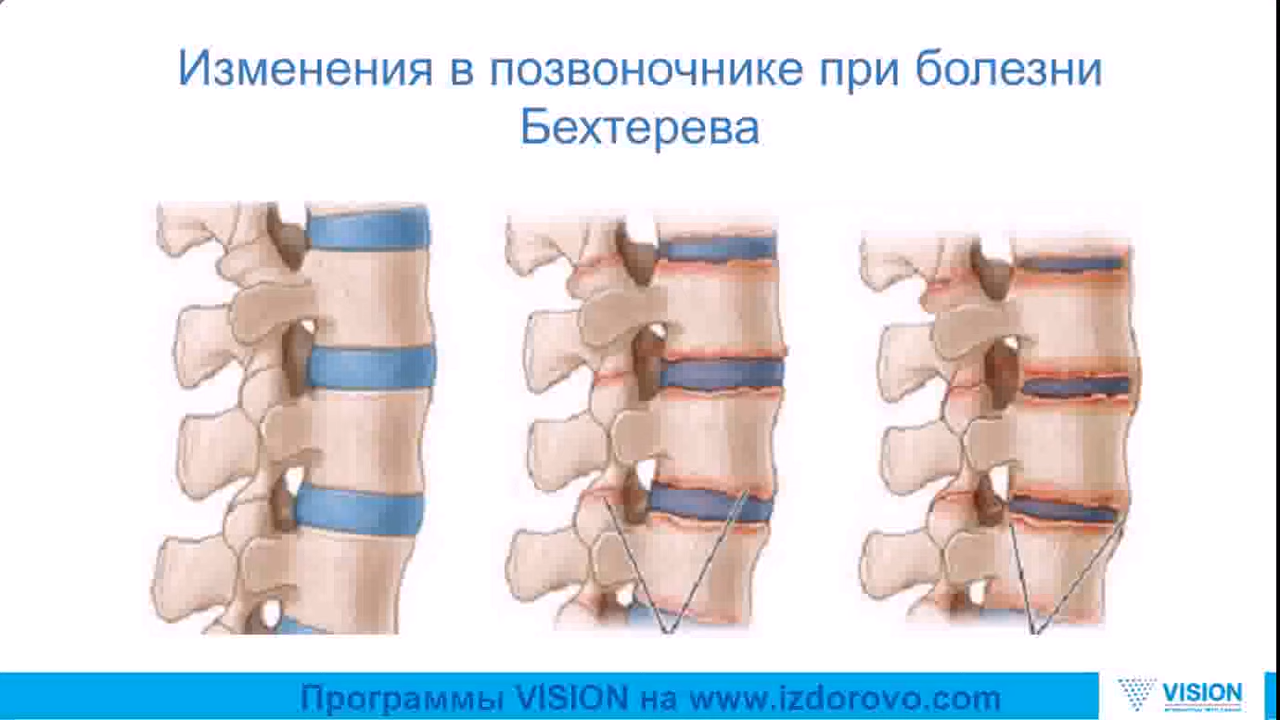 Изменения в позвоночнике при болезни
Бехтерева
Программы VISION на www.izdorovo.com
VISION